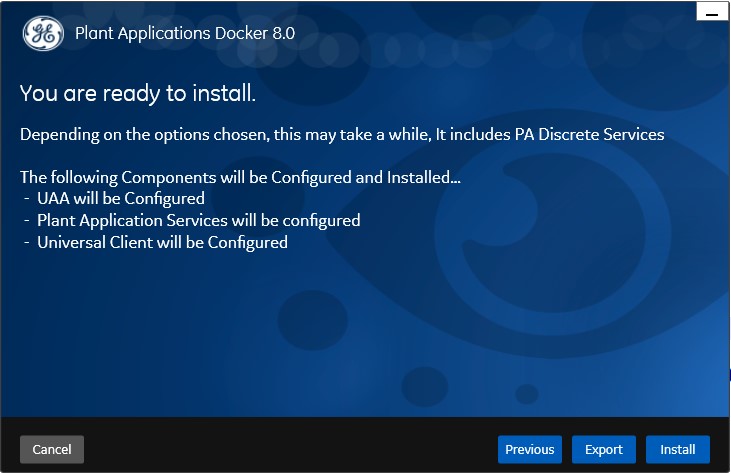 GE
Plant Applications Docker 8.0
You are ready to install.
Depending on the options chosen, this may take a while, It includes PA Discrete Services
The following Components will be Configured and Installed...
- UAA will be Configured
- Plant Application Services will be configured
- Universal Client will be Configured
Cancel
Previous
Export
Install